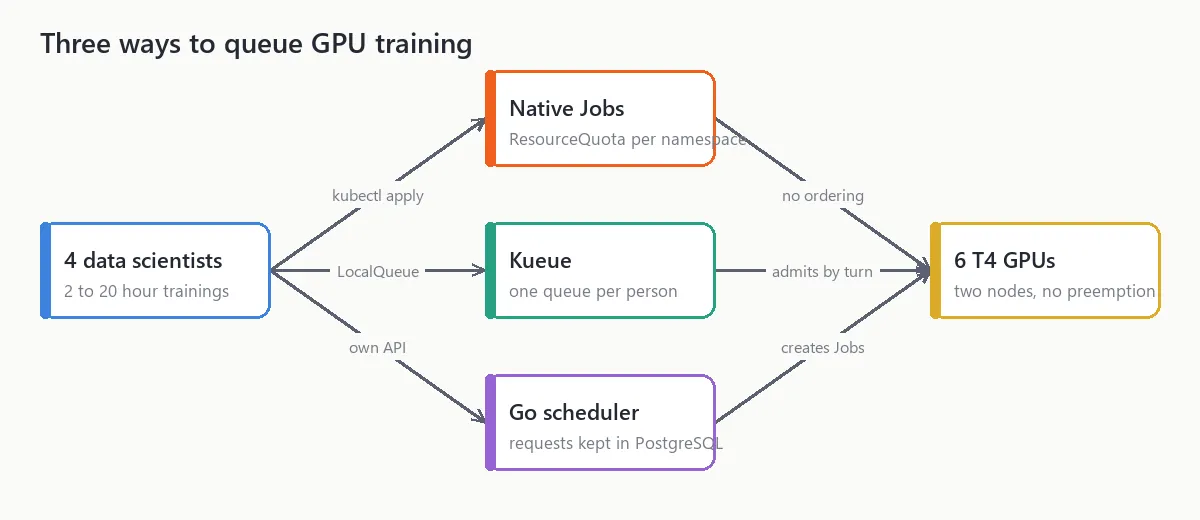 Three ways to queue GPU training
Native Jobs
ResourceQuota per namespace
kubectl apply
no ordering
4 data scientists
2 to 20 hour trainings
LocalQueue
Kueue
one queue per person
admits by turn
6 T4 GPUs
two nodes, no preemption
own API
creates Jobs
Go scheduler
requests kept in PostgreSQL